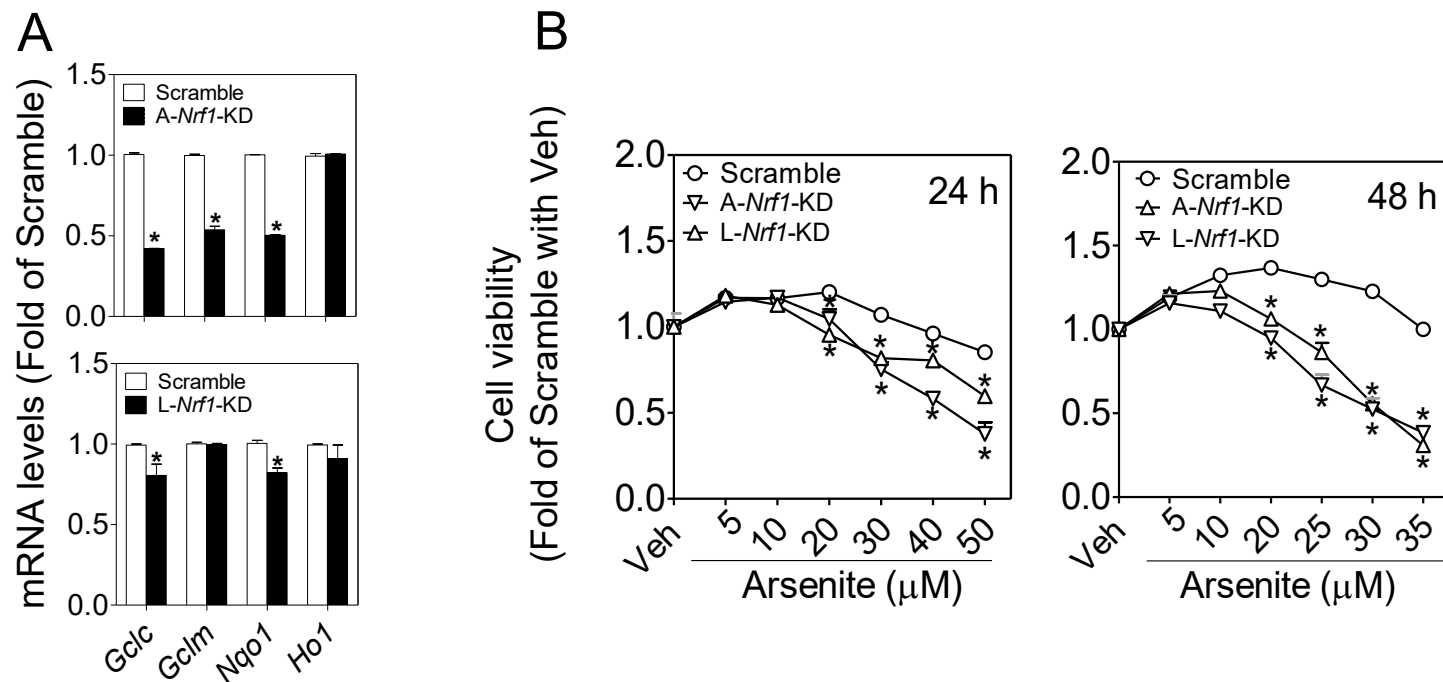 A
mRNA levels (Fold of Scramble)
1.5
1.0
0.5
0.0
Scramble
A-Nrf1-KD
*
*
*
1.5
1.0
0.5
0.0
Scramble
L-Nrf1-KD
*
*
Gclc
Gclm
Nqo1
Ho1
B
Cell viability
(Fold of Scramble with Veh)
2.0
1.5
1.0
0.5
0.0
Scramble
A-Nrf1-KD
L-Nrf1-KD
24 h
*
*
*
*
*
*
*
*
Veh
5
10
20
30
40
50
Arsenite (μM)
2.0
1.5
1.0
0.5
0.0
Scramble
A-Nrf1-KD
L-Nrf1-KD
48 h
*
*
*
*
*
*
*
*
Veh
5
10
20
25
30
35
Arsenite (μM)